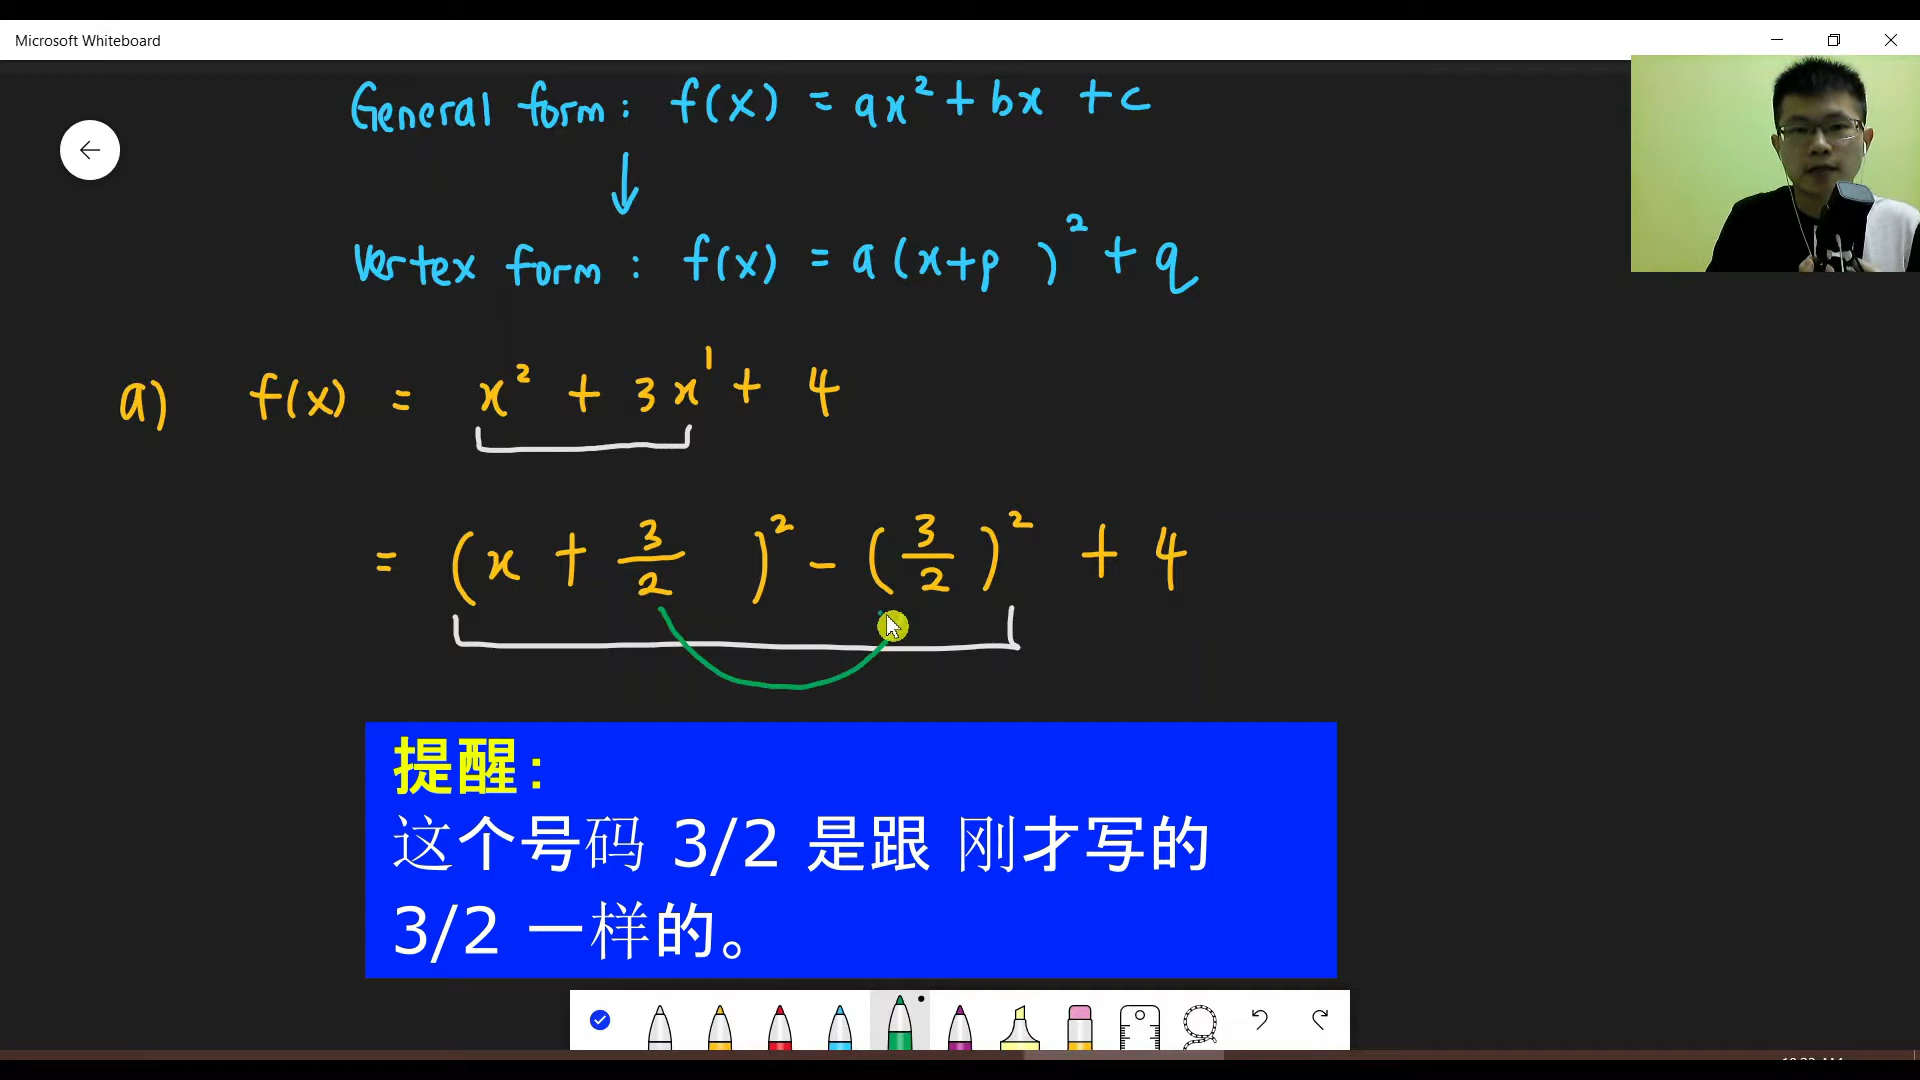 Microsoft Whiteboard
General form : f(x) = ax² + bx + c
Vertex form : f(x) = a(x+p )² + q
a) f(x) = x² + 3x¹ + 4
= (x + 3/2 )² - (3/2)² + 4
提醒：
这个号码 3/2 是跟 刚才写的
3/2 一样的。